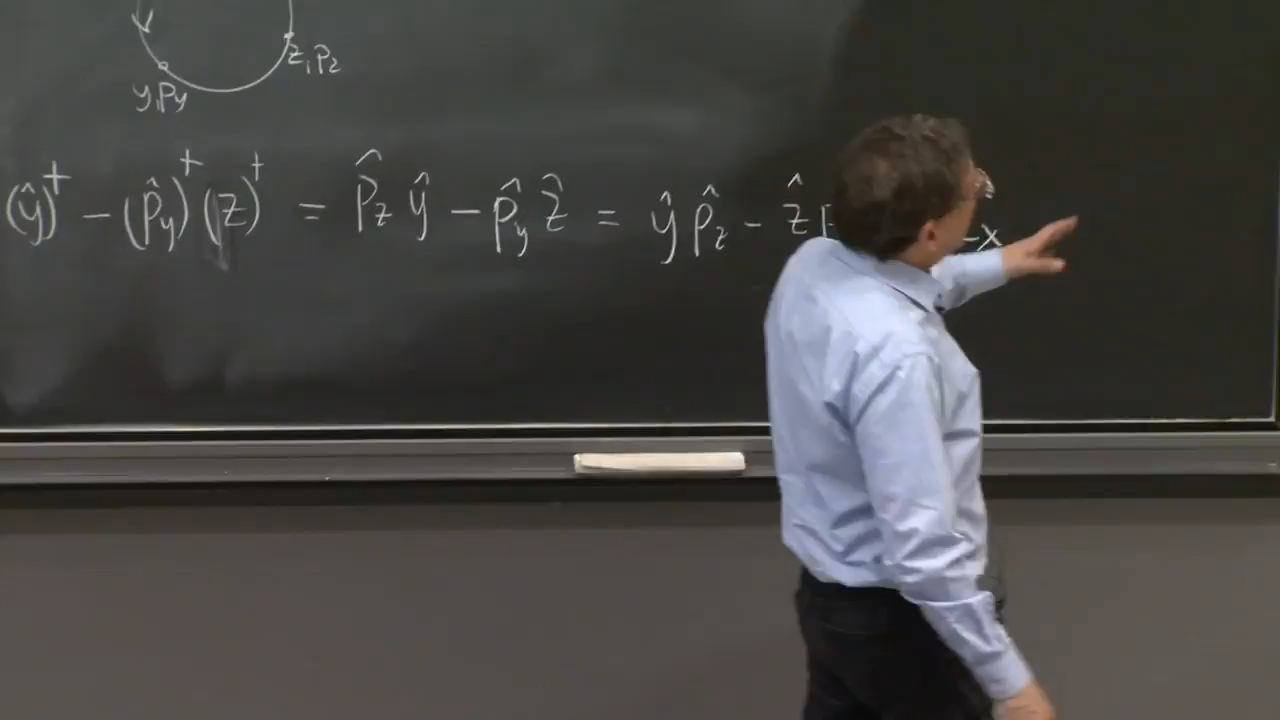 z, Pz
y, Py
(ŷ)† − (p̂y)†(z)† = p̂z ŷ − p̂y ẑ = ŷ p̂z − ẑ
x